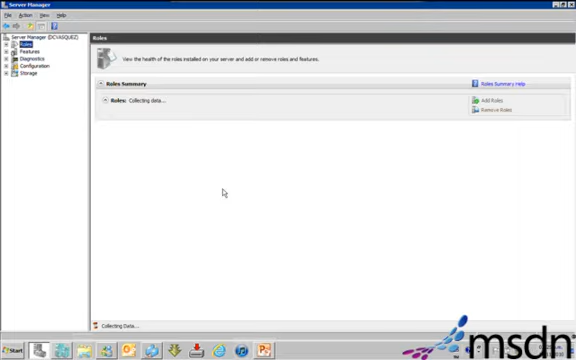 Server Manager
File Action View Help
Server Manager (DCVASQUEZ)
Roles
Features
Diagnostics
Configuration
Storage
Roles
View the health of the roles installed on your server and add or remove roles and features.
Roles Summary
Roles Summary Help
Roles: Collecting data...
Add Roles
Remove Roles
Collecting Data...
Start
msdn